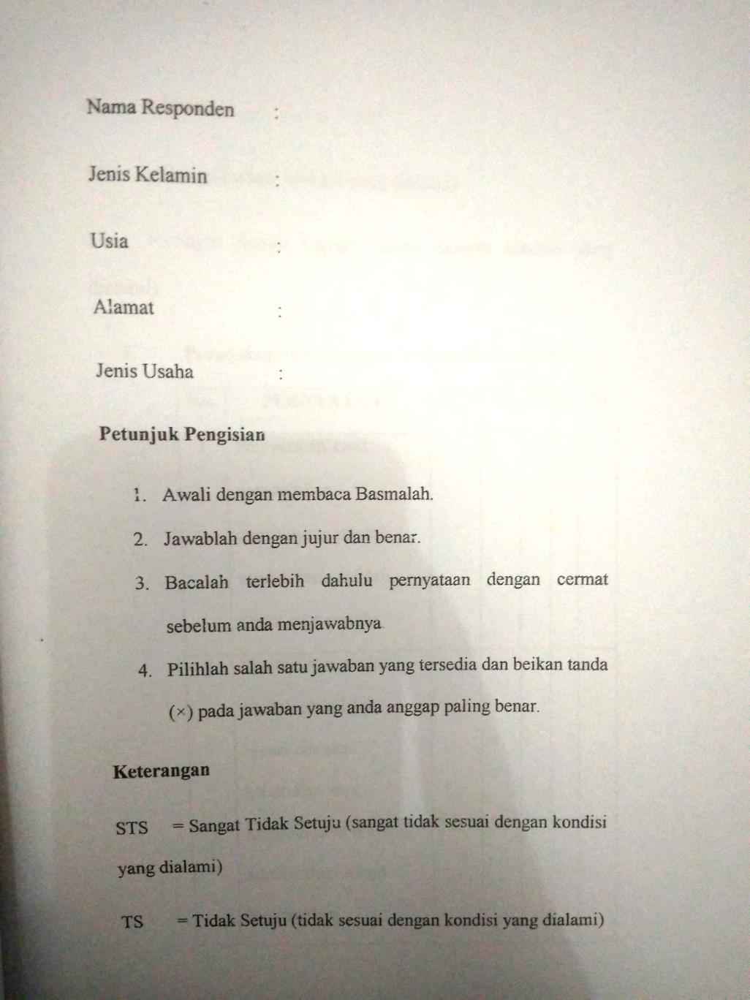 Nama Responden :
Jenis Kelamin :
Usia :
Alamat :
Jenis Usaha :
Petunjuk Pengisian
1. Awali dengan membaca Basmalah.
2. Jawablah dengan jujur dan benar.
3. Bacalah terlebih dahulu pernyataan dengan cermat
sebelum anda menjawabnya.
4. Pilihlah salah satu jawaban yang tersedia dan beikan tanda
(×) pada jawaban yang anda anggap paling benar.
Keterangan
STS = Sangat Tidak Setuju (sangat tidak sesuai dengan kondisi
yang dialami)
TS = Tidak Setuju (tidak sesuai dengan kondisi yang dialami)